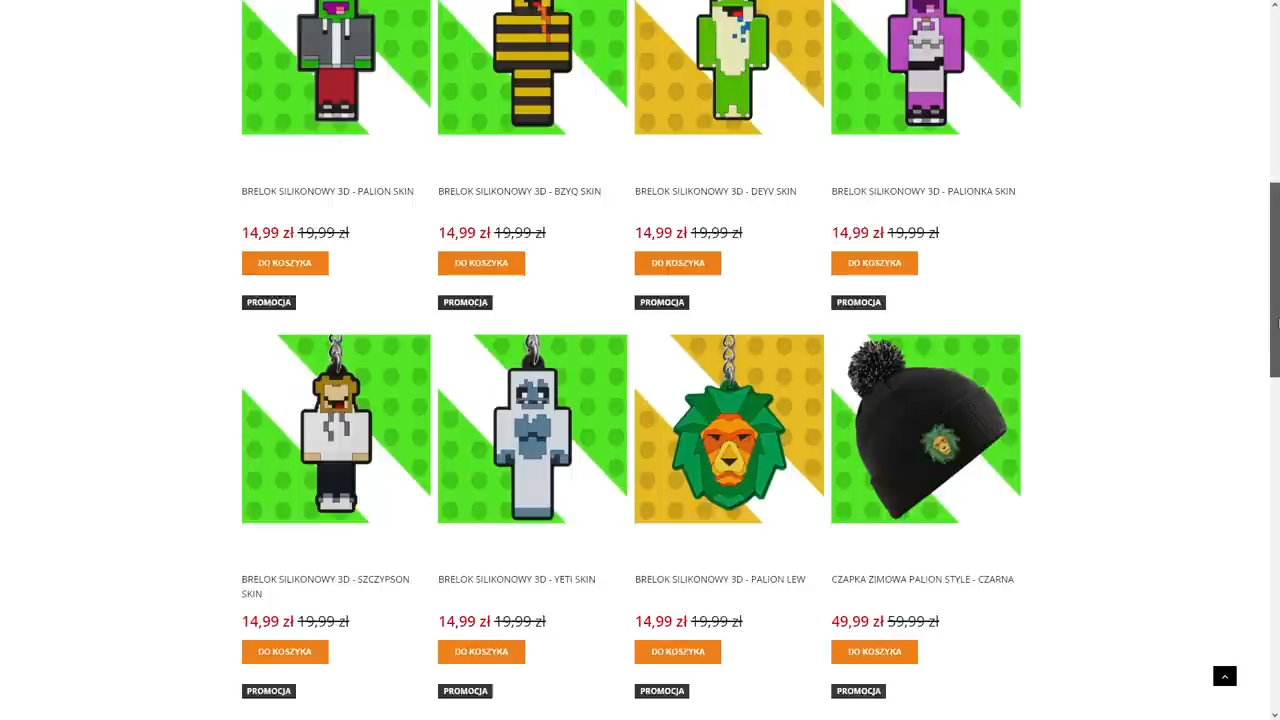 BRELOK SILIKONOWY 3D - PALION SKIN
BRELOK SILIKONOWY 3D - BZYQ SKIN
BRELOK SILIKONOWY 3D - DEYV SKIN
BRELOK SILIKONOWY 3D - PALIONKA SKIN
14,99 zł 19,99 zł
14,99 zł 19,99 zł
14,99 zł 19,99 zł
14,99 zł 19,99 zł
DO KOSZYKA
DO KOSZYKA
DO KOSZYKA
DO KOSZYKA
PROMOCJA
PROMOCJA
PROMOCJA
PROMOCJA
BRELOK SILIKONOWY 3D - SZCZYPSON
SKIN
BRELOK SILIKONOWY 3D - YETI SKIN
BRELOK SILIKONOWY 3D - PALION LEW
CZAPKA ZIMOWA PALION STYLE - CZARNA
14,99 zł 19,99 zł
14,99 zł 19,99 zł
14,99 zł 19,99 zł
49,99 zł 59,99 zł
DO KOSZYKA
DO KOSZYKA
DO KOSZYKA
DO KOSZYKA
PROMOCJA
PROMOCJA
PROMOCJA
PROMOCJA